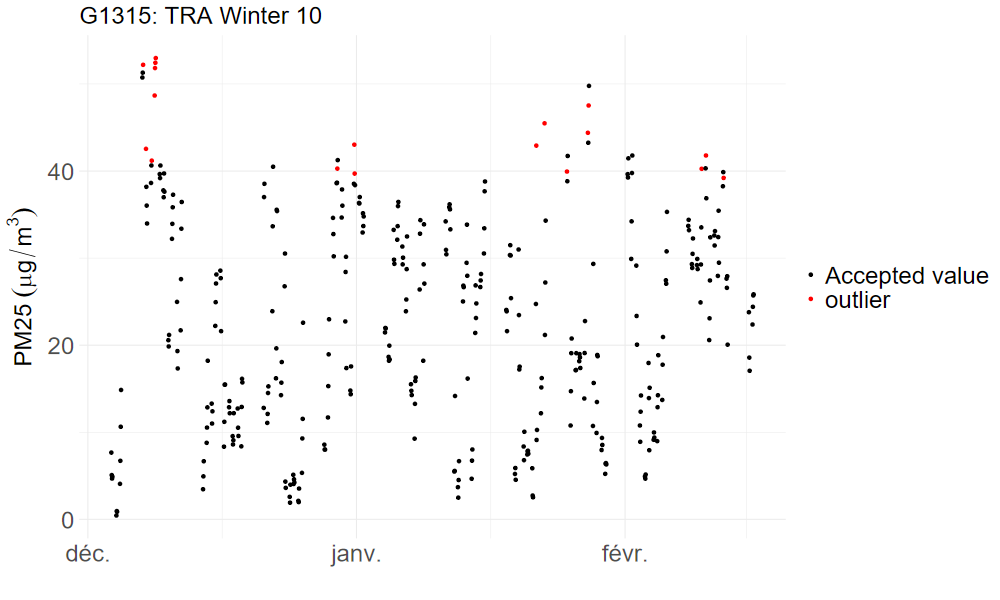 G1315: TRA Winter 10
PM25 (μg/m³)
40
20
0
déc.
janv.
févr.
Accepted value
outlier